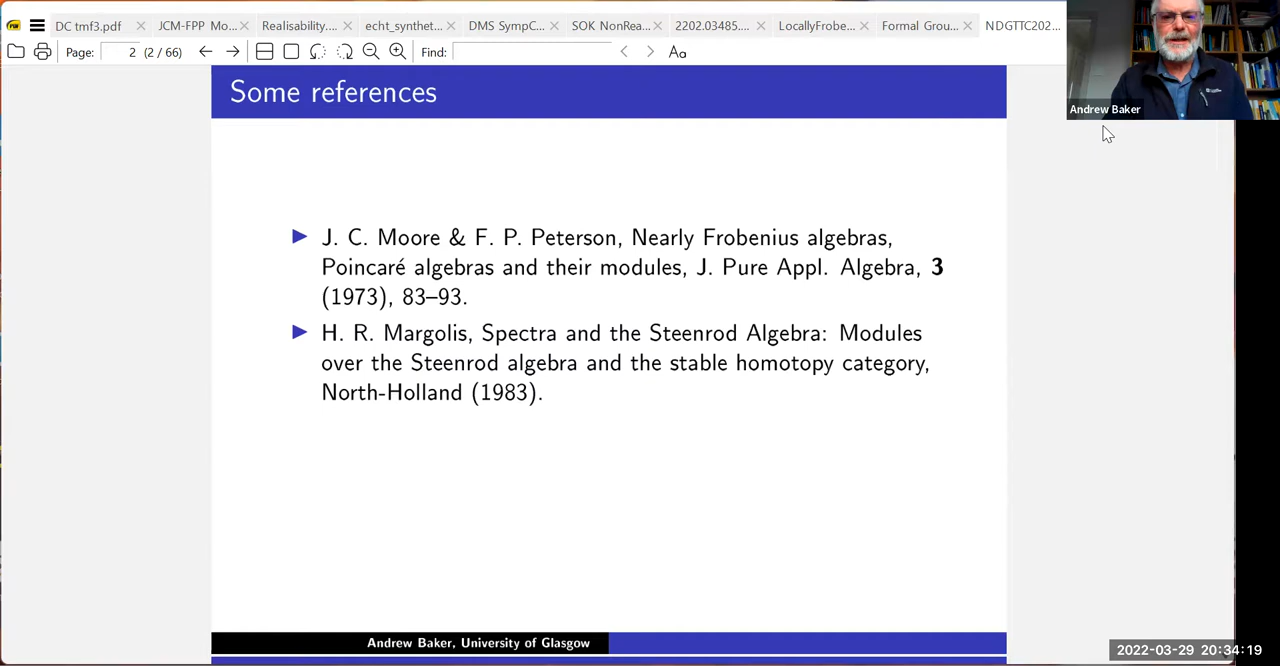 DC tmf3.pdf JCM-FPP Mo... Realisability.... echt_synthet... DMS SympC... SOK NonRea... 2202.03485.... LocallyFrobe... Formal Grou... NDGTTC202...
Page: 2 (2 / 66) Find: Aa
Some references
J. C. Moore & F. P. Peterson, Nearly Frobenius algebras,
Poincaré algebras and their modules, J. Pure Appl. Algebra, 3
(1973), 83–93.
H. R. Margolis, Spectra and the Steenrod Algebra: Modules
over the Steenrod algebra and the stable homotopy category,
North-Holland (1983).
Andrew Baker, University of Glasgow
Andrew Baker
2022-03-29 20:34:19